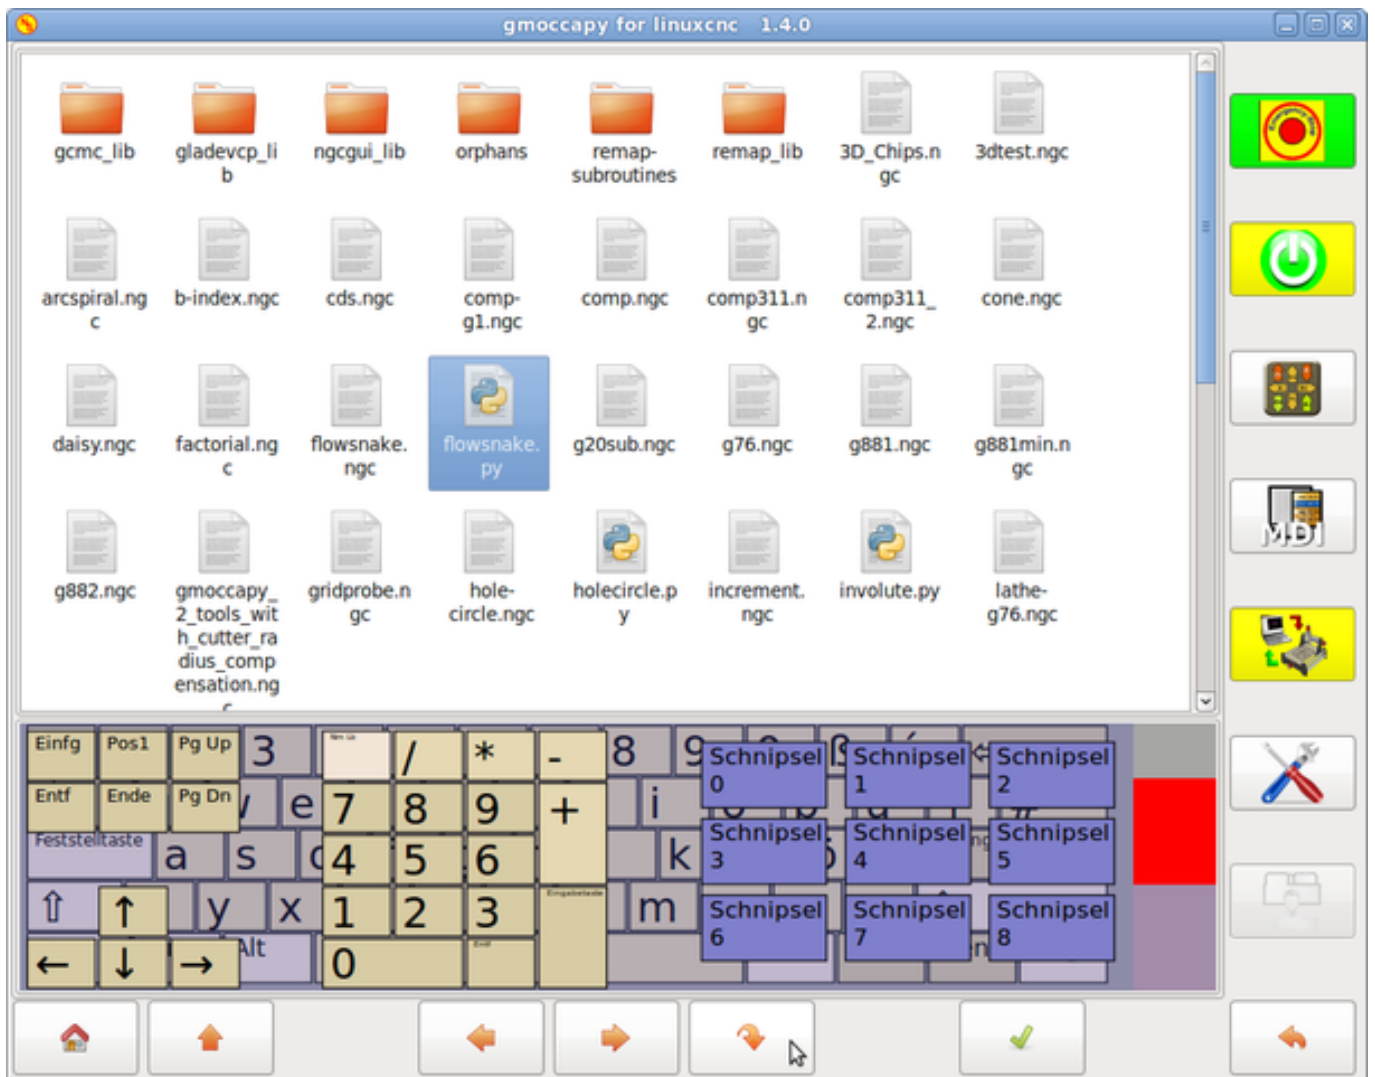 gmoccapy for linuxcnc 1.4.0
gcmc_lib
gladevcp_li
b
ngcgui_lib
orphans
remap-
subroutines
remap_lib
3D_Chips.n
gc
3dtest.ngc
Emergency Stop
arcspiral.ng
c
b-index.ngc
cds.ngc
comp-
g1.ngc
comp.ngc
comp311.n
gc
comp311_
2.ngc
cone.ngc
daisy.ngc
factorial.ng
c
flowsnake.
ngc
flowsnake.
py
g20sub.ngc
g76.ngc
g881.ngc
g881min.n
gc
MDI
g882.ngc
gmoccapy_
2_tools_wit
h_cutter_ra
dius_comp
ensation.ng
c
gridprobe.n
gc
hole-
circle.ngc
holecircle.p
y
increment.
ngc
involute.py
lathe-
g76.ngc
Einfg Pos1 Pg Up 3 / * - 8 9
Schnipsel
0
Schnipsel
1
Schnipsel
2
Entf Ende Pg Dn e 7 8 9 + i
Feststelltaste a s 4 5 6 k
Schnipsel
3
Schnipsel
4
Schnipsel
5
⇧ ↑ y x 1 2 3 Eingabetaste m
Schnipsel
6
Schnipsel
7
Schnipsel
8
← ↓ → Alt 0 Entf